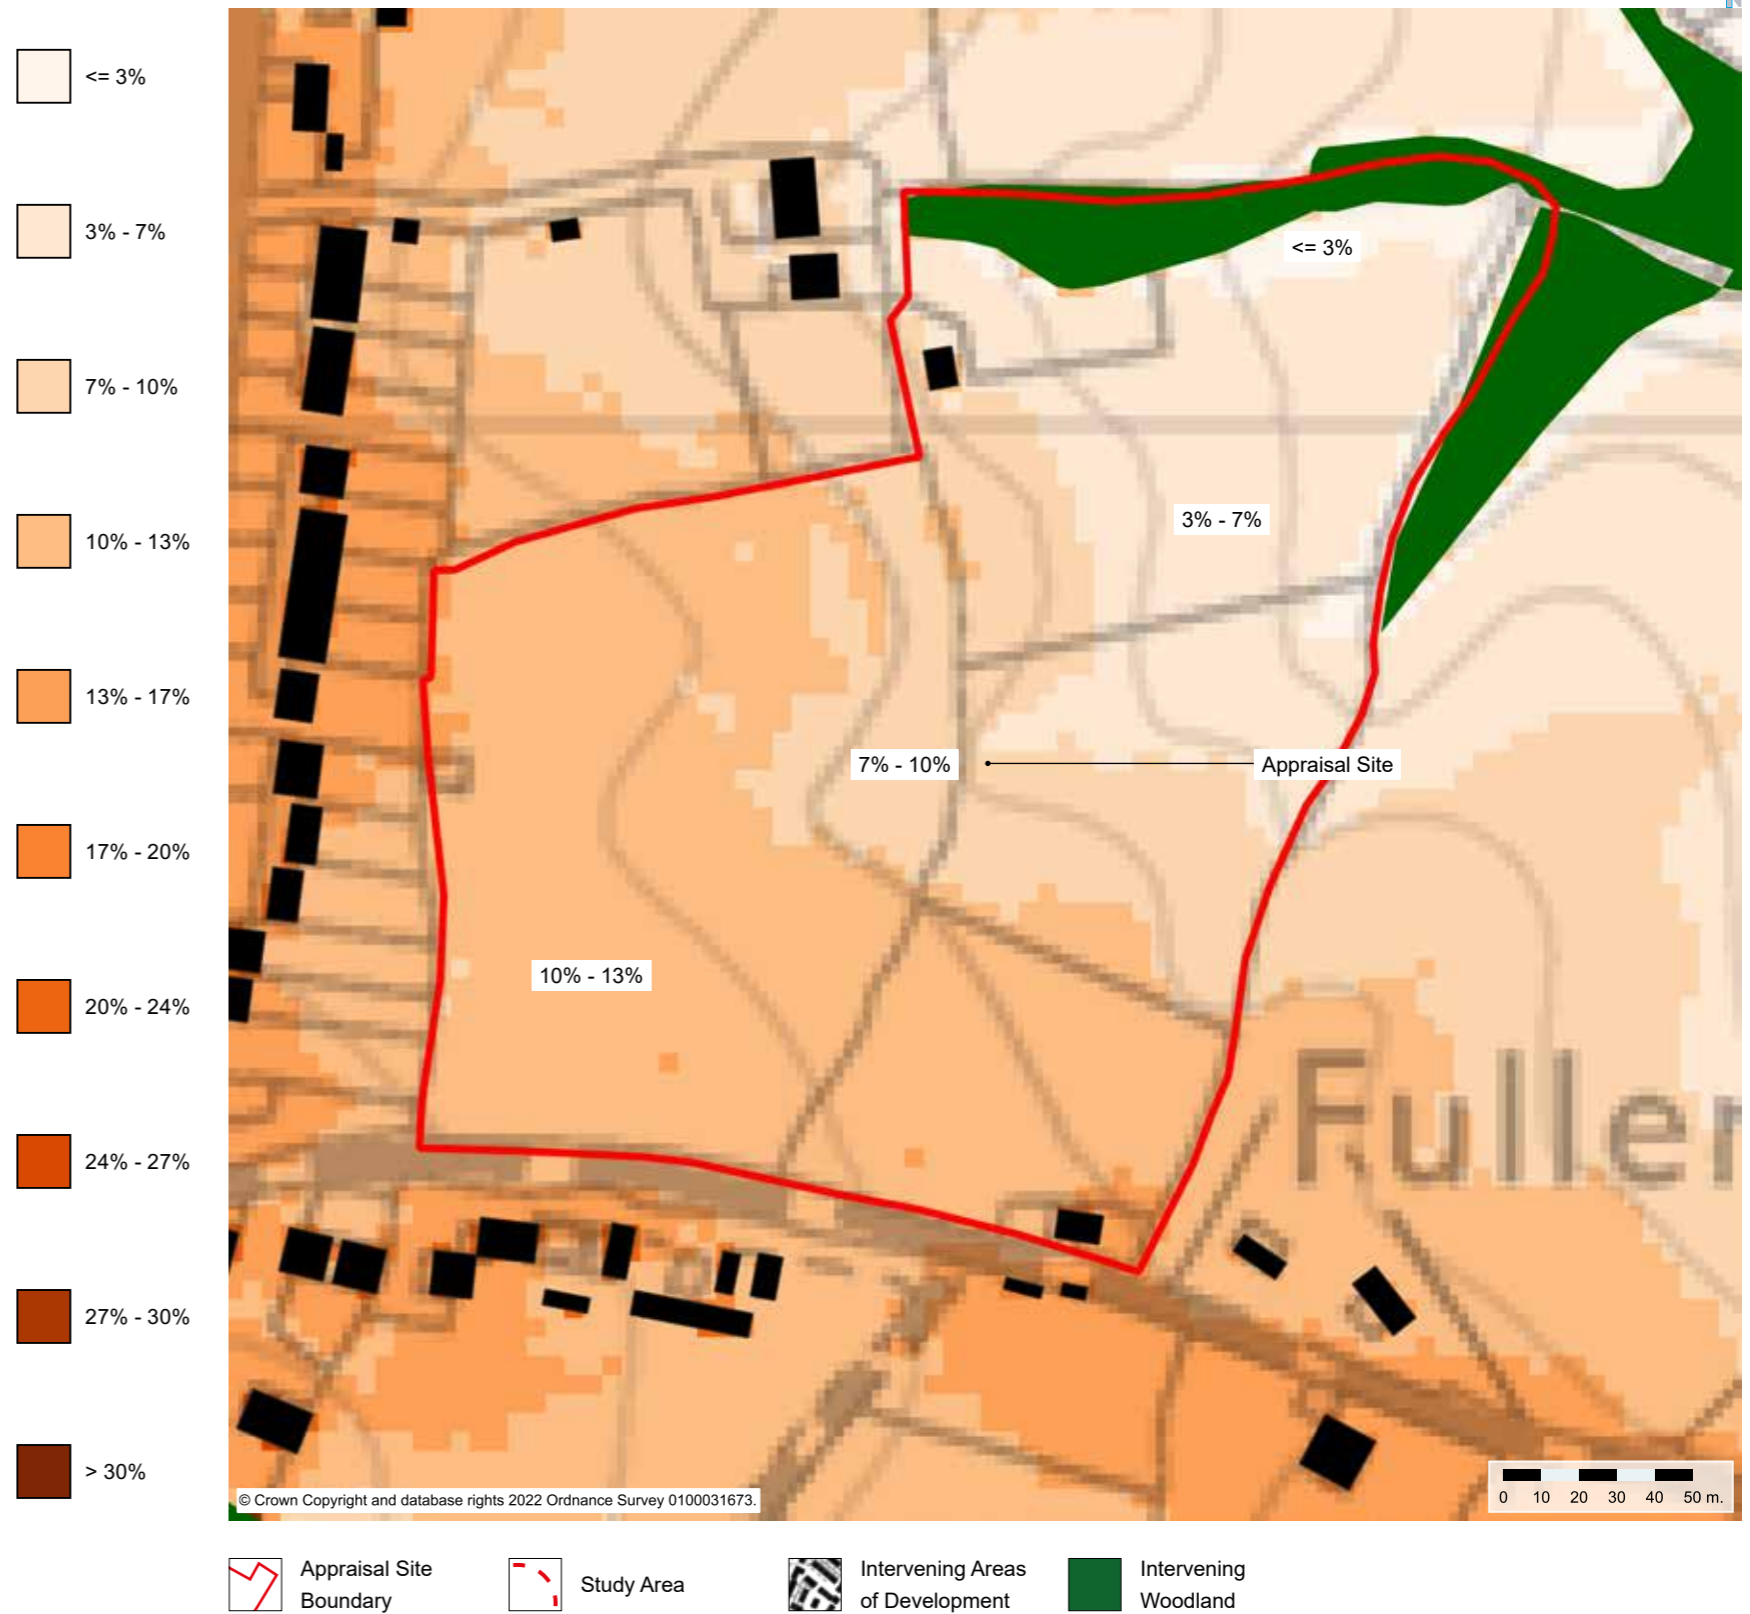 <= 3%
3% - 7%
7% - 10%
10% - 13%
13% - 17%
17% - 20%
20% - 24%
24% - 27%
27% - 30%
> 30%
<= 3%
3% - 7%
7% - 10%
Appraisal Site
10% - 13%
Fuller
© Crown Copyright and database rights 2022 Ordnance Survey 0100031673.
0 10 20 30 40 50 m.
Appraisal Site
Boundary
Study Area
Intervening Areas
of Development
Intervening
Woodland